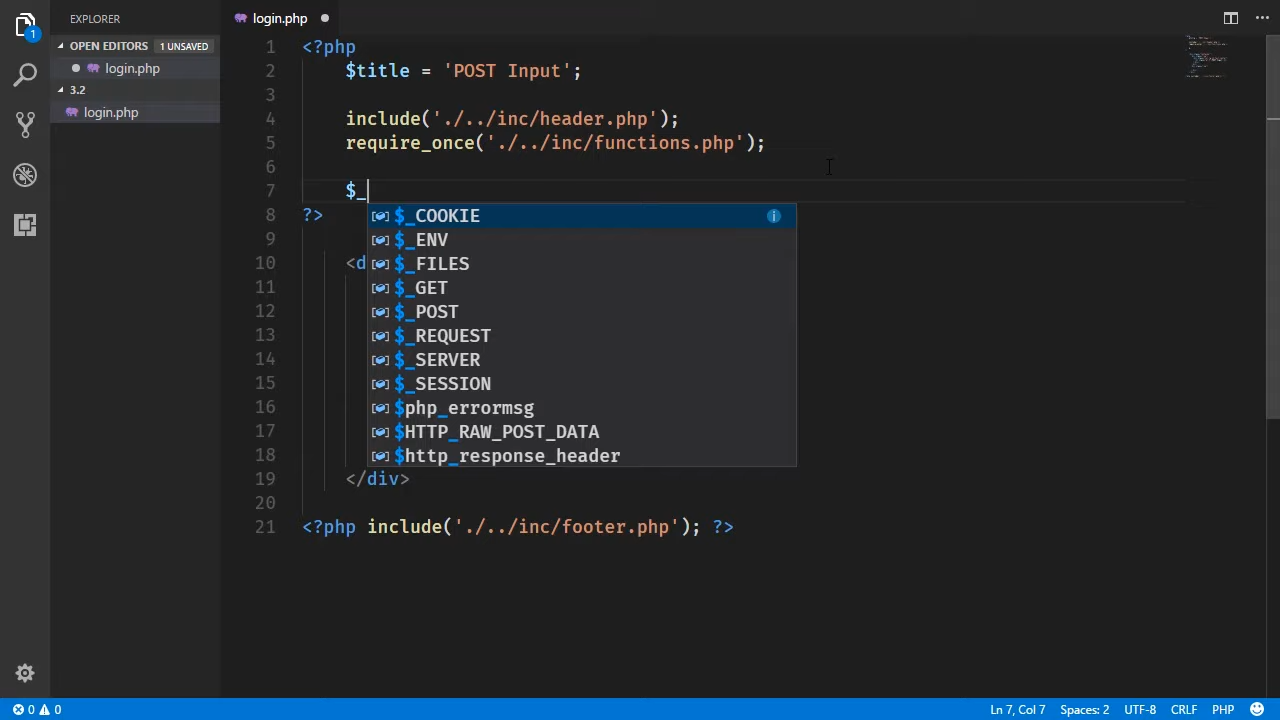 EXPLORER
login.php
OPEN EDITORS 1 UNSAVED
login.php
3.2
login.php
1
1 <?php
2 $title = 'POST Input';
3
4 include('./../inc/header.php');
5 require_once('./../inc/functions.php');
6
7 $_
8 ?>
$_COOKIE
9
$_ENV
10 <d
$_FILES
11
$_GET
12
$_POST
13
$_REQUEST
14
$_SERVER
15
$_SESSION
16
$php_errormsg
17
$HTTP_RAW_POST_DATA
18
$http_response_header
19 </div>
20
21 <?php include('./../inc/footer.php'); ?>
0 0
Ln 7, Col 7 Spaces: 2 UTF-8 CRLF PHP